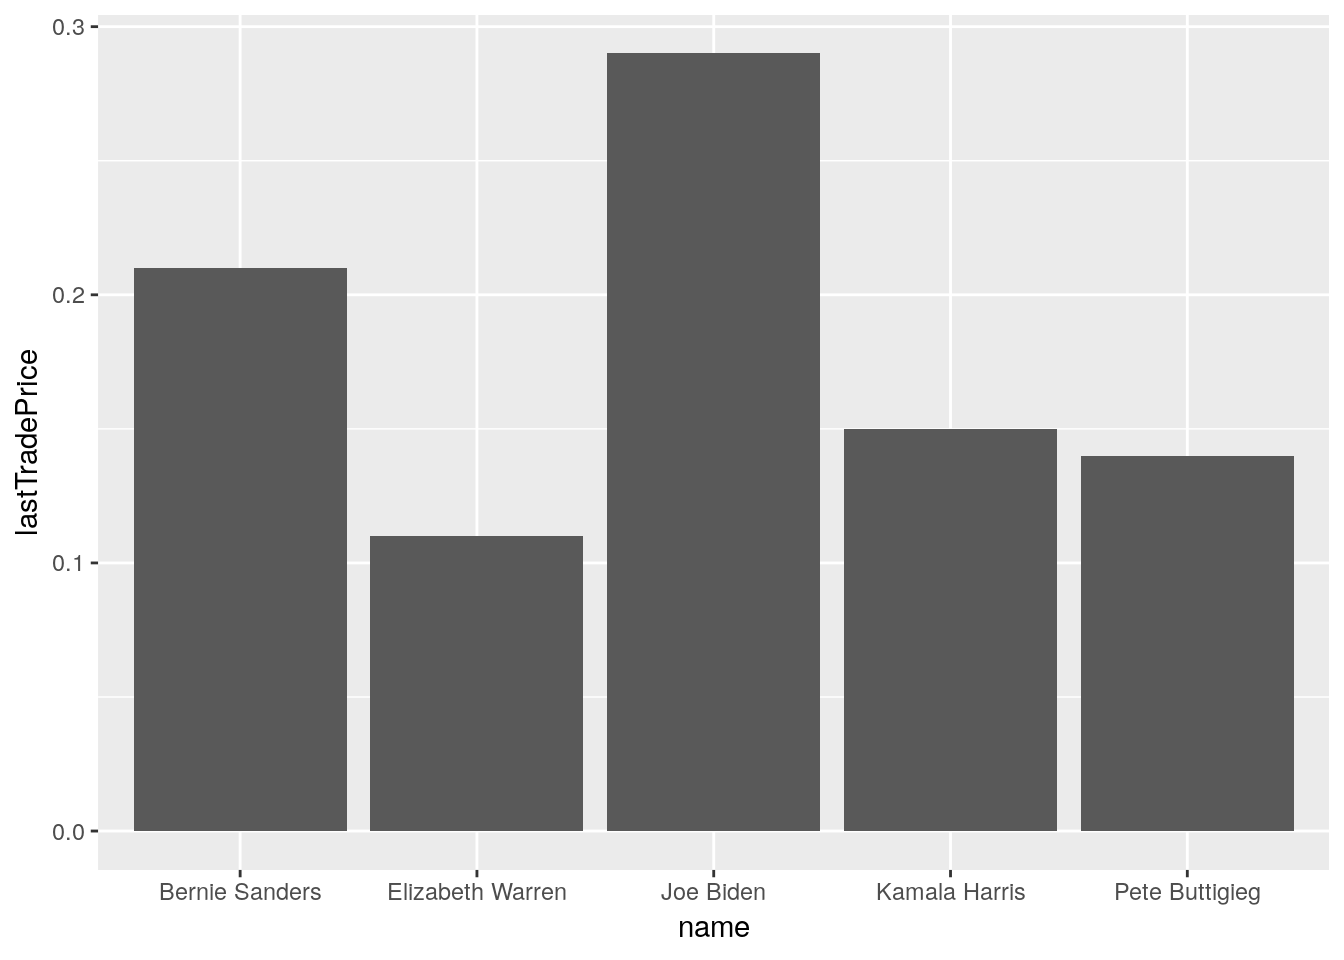 0.3
0.2
0.1
0.0
lastTradePrice
Bernie Sanders Elizabeth Warren Joe Biden Kamala Harris Pete Buttigieg
name